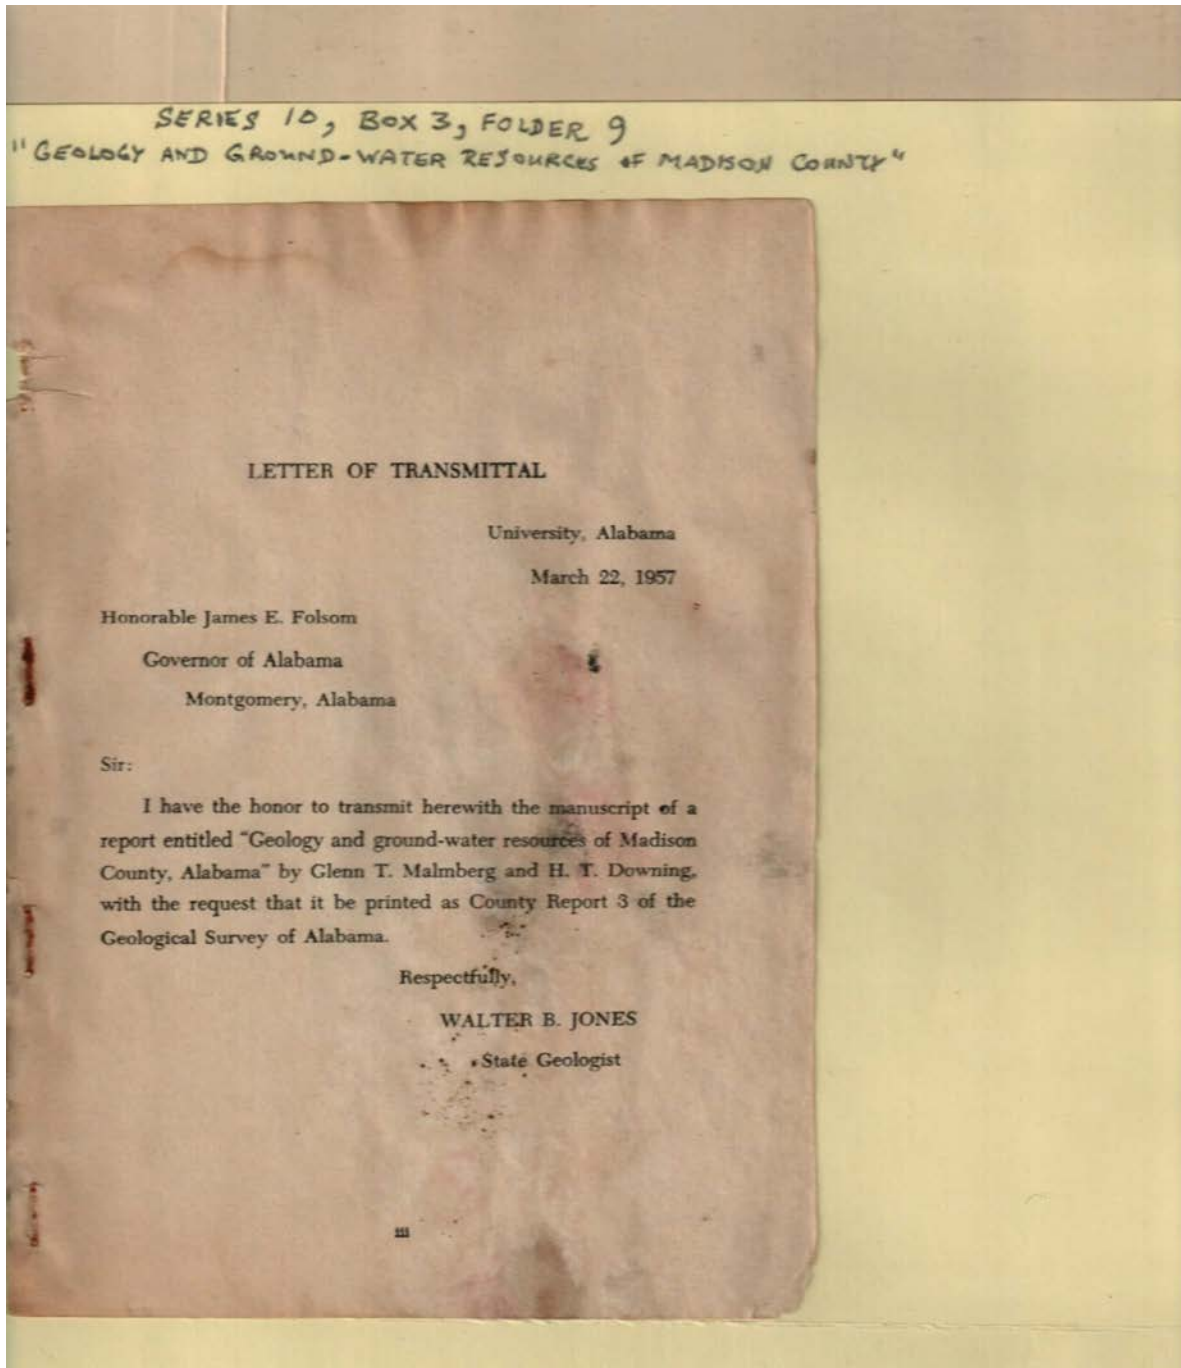 SERIES 10, BOX 3, FOLDER 9
"GEOLOGY AND GROUND-WATER RESOURCES OF MADISON COUNTY"
LETTER OF TRANSMITTAL
University, Alabama
March 22, 1957
Honorable James E. Folsom
Governor of Alabama
Montgomery, Alabama
Sir:
I have the honor to transmit herewith the manuscript of a
report entitled "Geology and ground-water resources of Madison
County, Alabama" by Glenn T. Malmberg and H. T. Downing,
with the request that it be printed as County Report 3 of the
Geological Survey of Alabama.
Respectfully,
WALTER B. JONES
State Geologist
iii